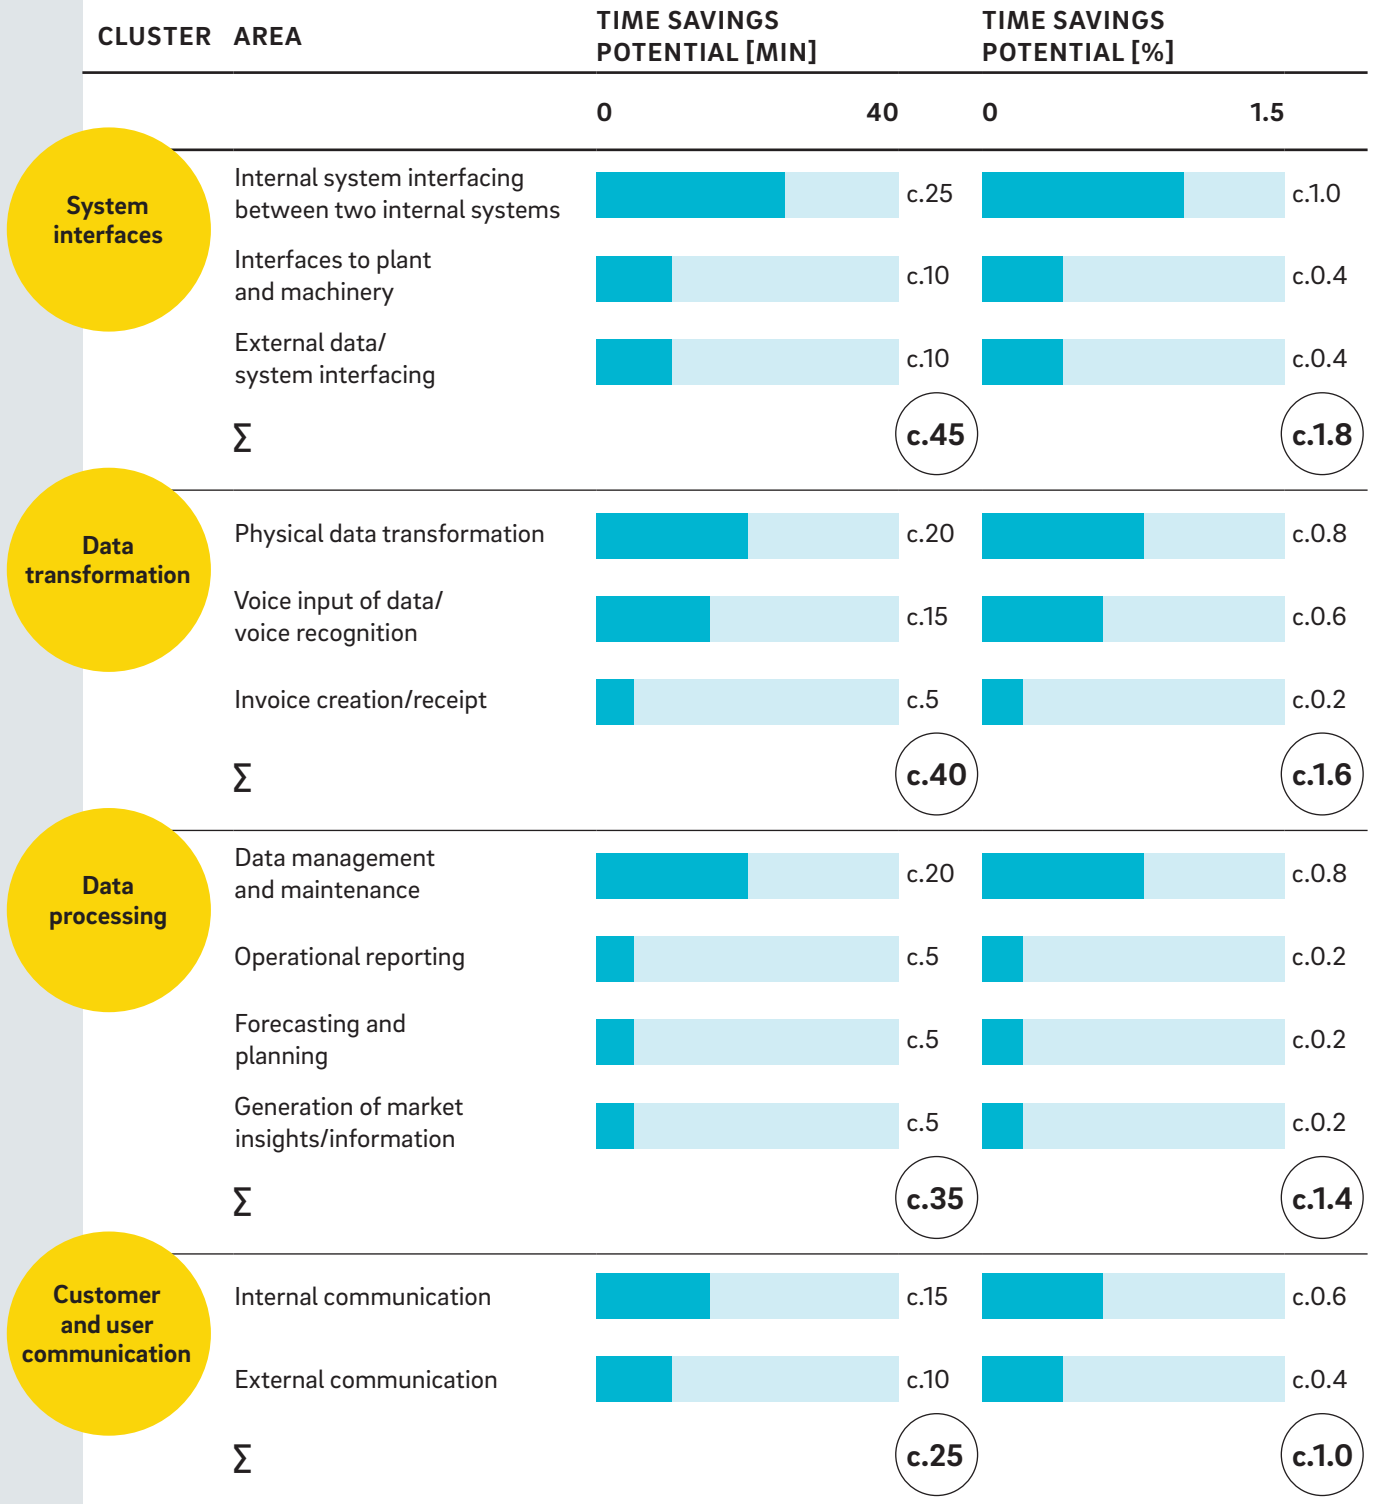 CLUSTER AREA TIME SAVINGS POTENTIAL [MIN] TIME SAVINGS POTENTIAL [%]
0 40 0 1.5
System
interfaces
Internal system interfacing
between two internal systems
c.25 c.1.0
Interfaces to plant
and machinery
c.10 c.0.4
External data/
system interfacing
c.10 c.0.4
Σ c.45 c.1.8
Data
transformation
Physical data transformation c.20 c.0.8
Voice input of data/
voice recognition
c.15 c.0.6
Invoice creation/receipt c.5 c.0.2
Σ c.40 c.1.6
Data
processing
Data management
and maintenance
c.20 c.0.8
Operational reporting c.5 c.0.2
Forecasting and
planning
c.5 c.0.2
Generation of market
insights/information
c.5 c.0.2
Σ c.35 c.1.4
Customer
and user
communication
Internal communication c.15 c.0.6
External communication c.10 c.0.4
Σ c.25 c.1.0